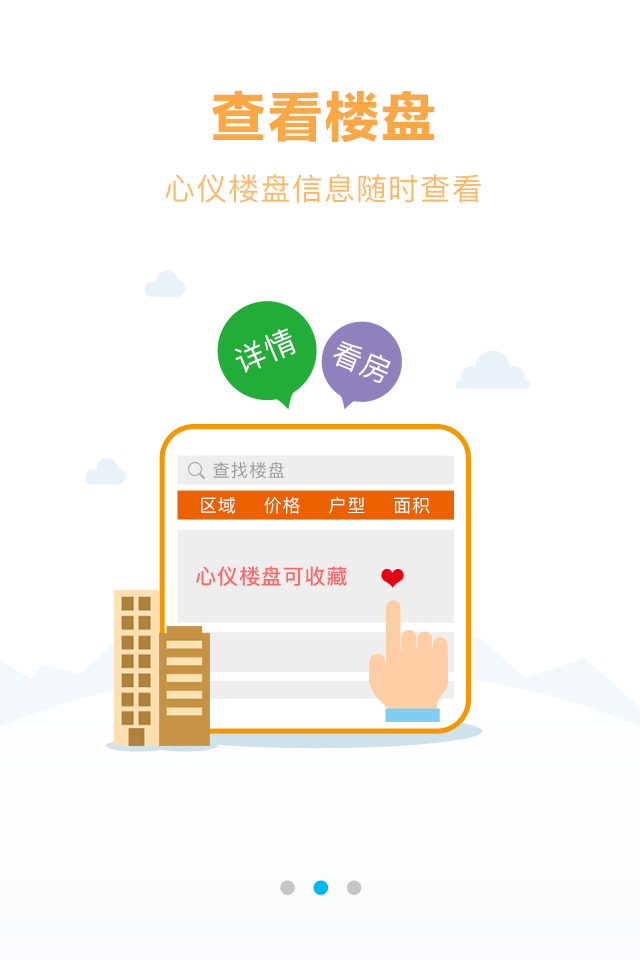 查看楼盘
心仪楼盘信息随时查看
详情
看房
查找楼盘
区域 价格 户型 面积
心仪楼盘可收藏